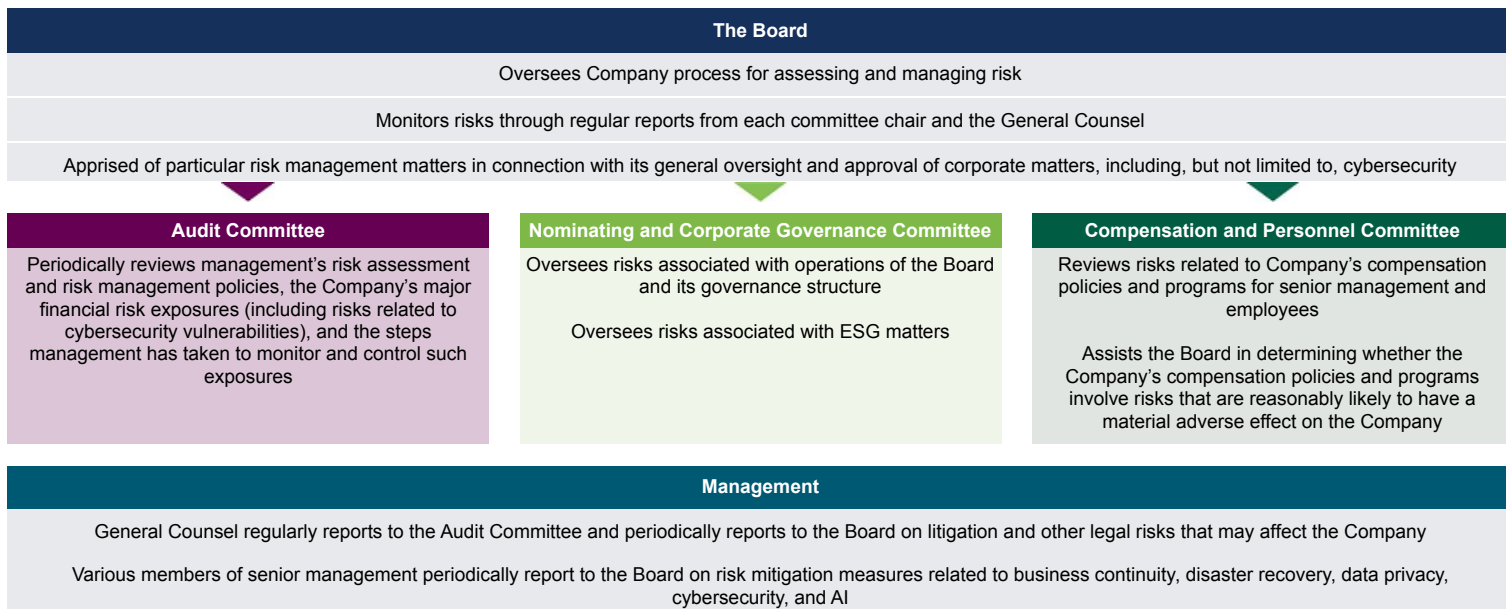 The Board
Oversees Company process for assessing and managing risk
Monitors risks through regular reports from each committee chair and the General Counsel
Apprised of particular risk management matters in connection with its general oversight and approval of corporate matters, including, but not limited to, cybersecurity
Audit Committee
Periodically reviews management’s risk assessment
and risk management policies, the Company’s major
financial risk exposures (including risks related to
cybersecurity vulnerabilities), and the steps
management has taken to monitor and control such
exposures
Nominating and Corporate Governance Committee
Oversees risks associated with operations of the Board
and its governance structure
Oversees risks associated with ESG matters
Compensation and Personnel Committee
Reviews risks related to Company’s compensation
policies and programs for senior management and
employees
Assists the Board in determining whether the
Company’s compensation policies and programs
involve risks that are reasonably likely to have a
material adverse effect on the Company
Management
General Counsel regularly reports to the Audit Committee and periodically reports to the Board on litigation and other legal risks that may affect the Company
Various members of senior management periodically report to the Board on risk mitigation measures related to business continuity, disaster recovery, data privacy,
cybersecurity, and AI